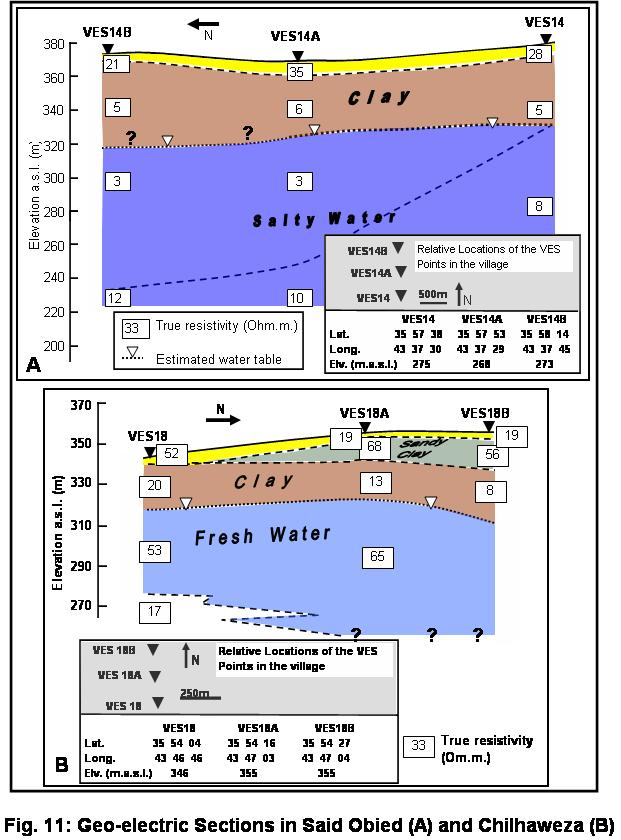 VES14B
N
VES14A
VES14
380
360
340
320
300
280
260
240
220
200
Elevation a.s.l. (m)
21
35
28
5
6
5
Clay
?
?
3
3
8
Salty Water
12
10
VES14B
VES14A
VES14
Relative Locations of the VES
Points in the village
500m
N
VES14 VES14A VES14B
Lat. 35 57 38 35 57 53 35 58 14
Long. 43 37 30 43 37 29 43 37 45
Elv. (m.a.s.l.) 275 268 273
33 True resistivity (Ohm.m.)
Estimated water table
A
370
350
330
310
290
270
Elevation a.s.l. (m)
N
VES18
VES18A
VES18B
52
19
68
Sandy
Clay
19
56
20
Clay
13
8
Fresh Water
53
65
17
?
?
?
VES 18B
VES 18A
VES 18
N
250m
Relative Locations of the VES
Points in the village
VES18 VES18A VES18B
Lat. 35 54 04 35 54 16 35 54 27
Long. 43 46 46 43 47 03 43 47 04
Elv. (m.a.s.l.) 346 355 355
B
33 True resistivity
(Om.m.)
Fig. 11: Geo-electric Sections in Said Obied (A) and Chilhaweza (B)